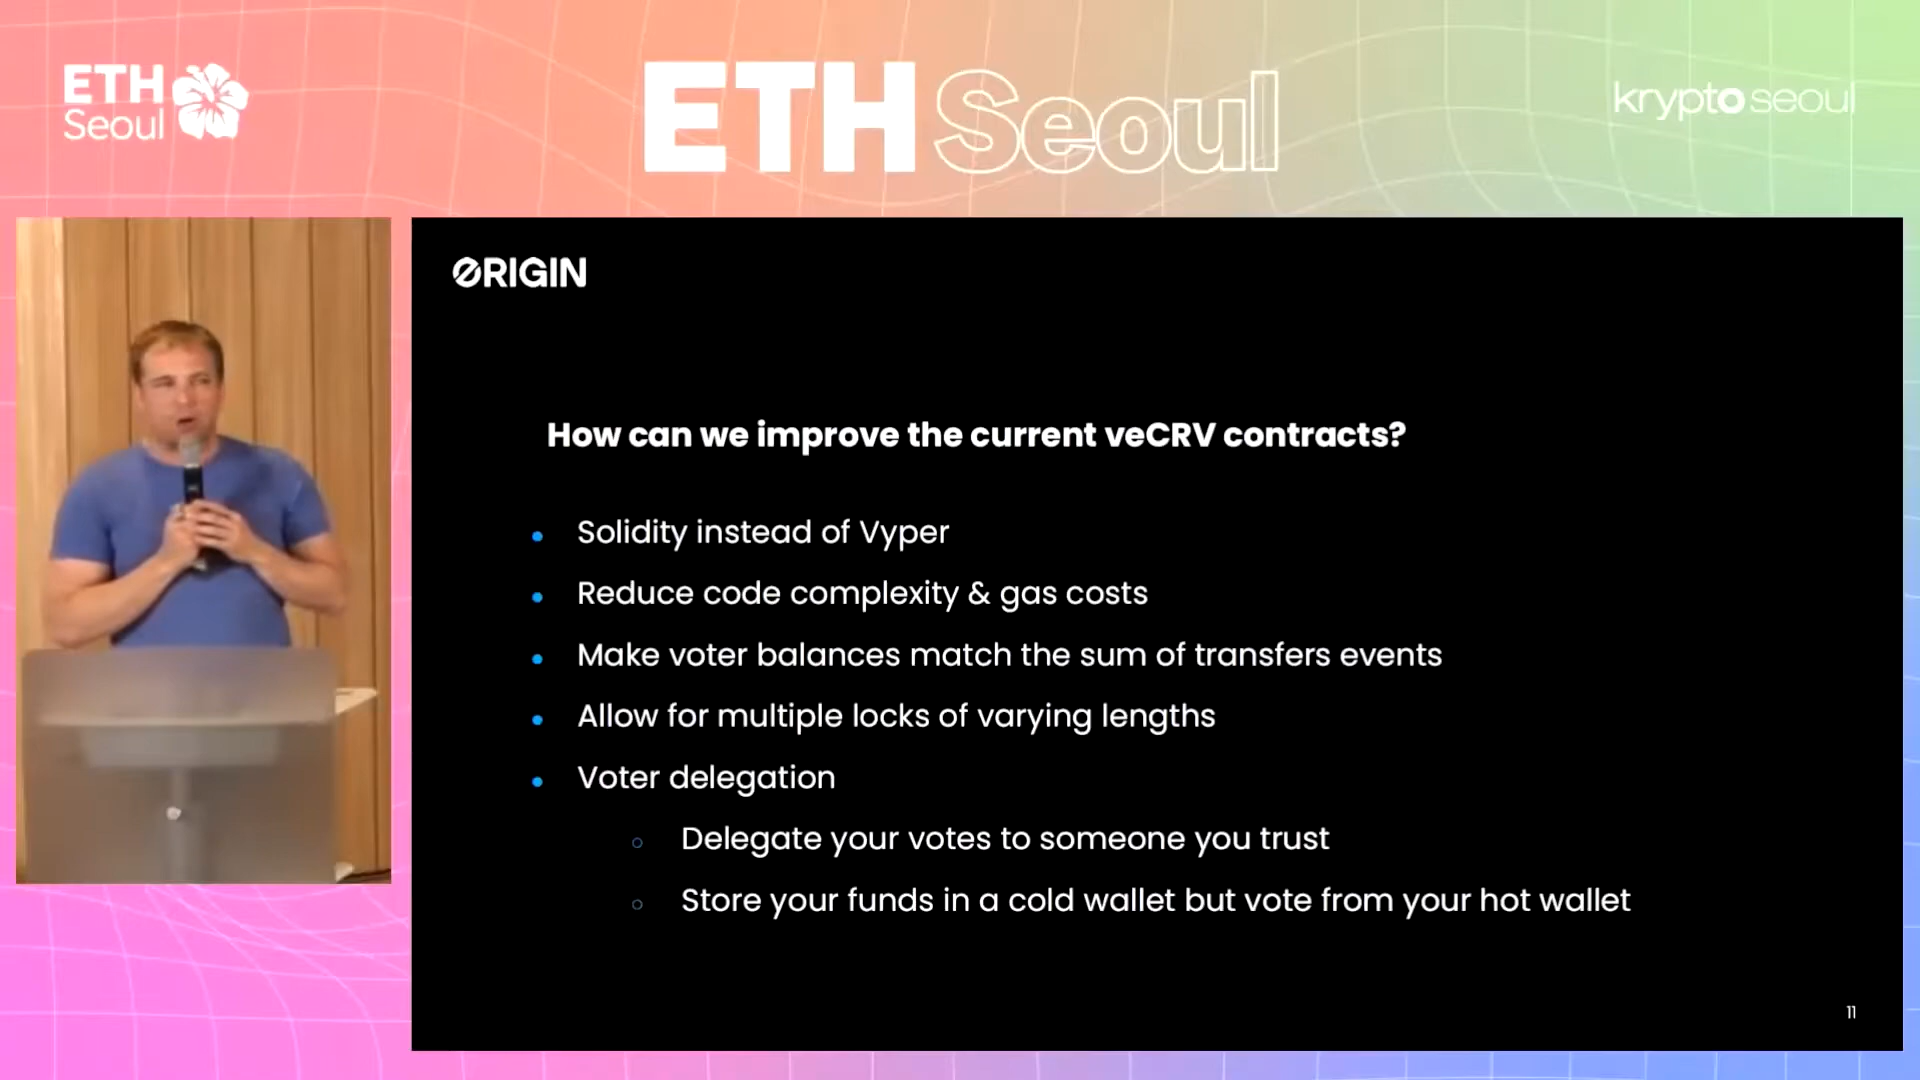 ETH
Seoul
ETH Seoul
kryptoseoul
ORIGIN
How can we improve the current veCRV contracts?
Solidity instead of Vyper
Reduce code complexity & gas costs
Make voter balances match the sum of transfers events
Allow for multiple locks of varying lengths
Voter delegation
Delegate your votes to someone you trust
Store your funds in a cold wallet but vote from your hot wallet
11